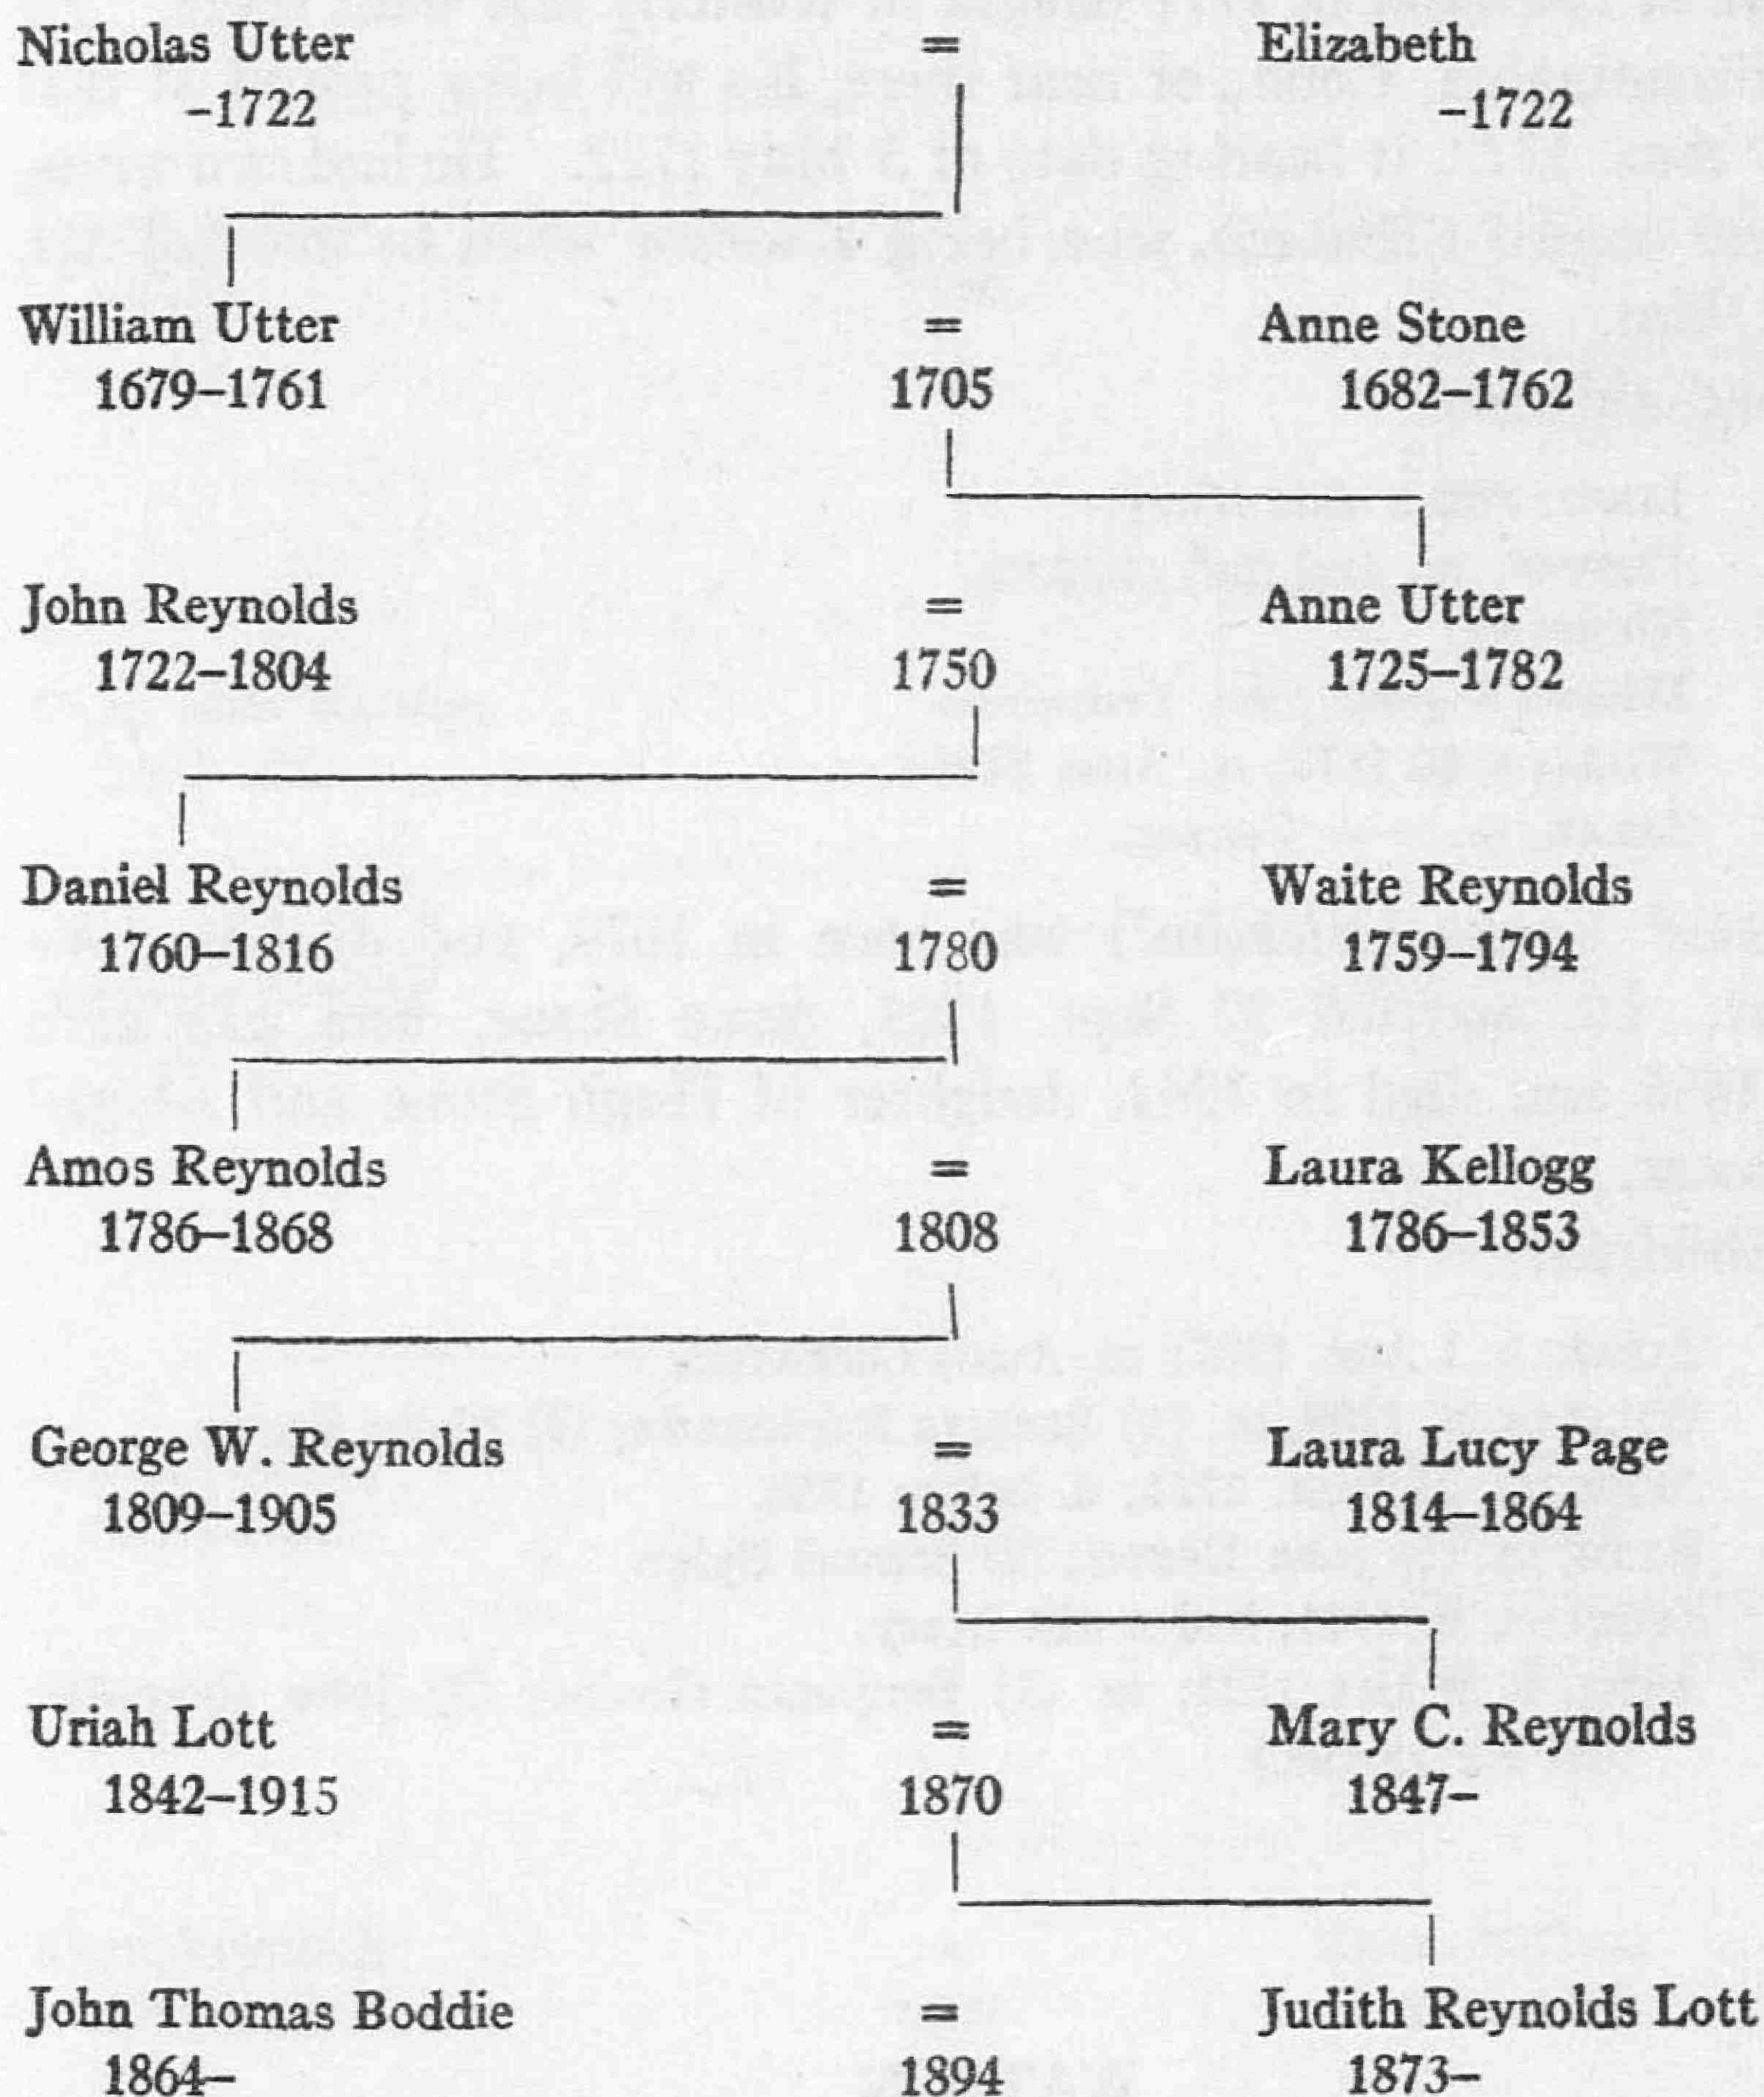 Nicholas Utter = Elizabeth
-1722 -1722
William Utter = Anne Stone
1679–1761 1705 1682–1762
John Reynolds = Anne Utter
1722–1804 1750 1725–1782
Daniel Reynolds = Waite Reynolds
1760–1816 1780 1759–1794
Amos Reynolds = Laura Kellogg
1786–1868 1808 1786–1853
George W. Reynolds = Laura Lucy Page
1809–1905 1833 1814–1864
Uriah Lott = Mary C. Reynolds
1842–1915 1870 1847–
John Thomas Boddie = Judith Reynolds Lott
1864– 1894 1873–